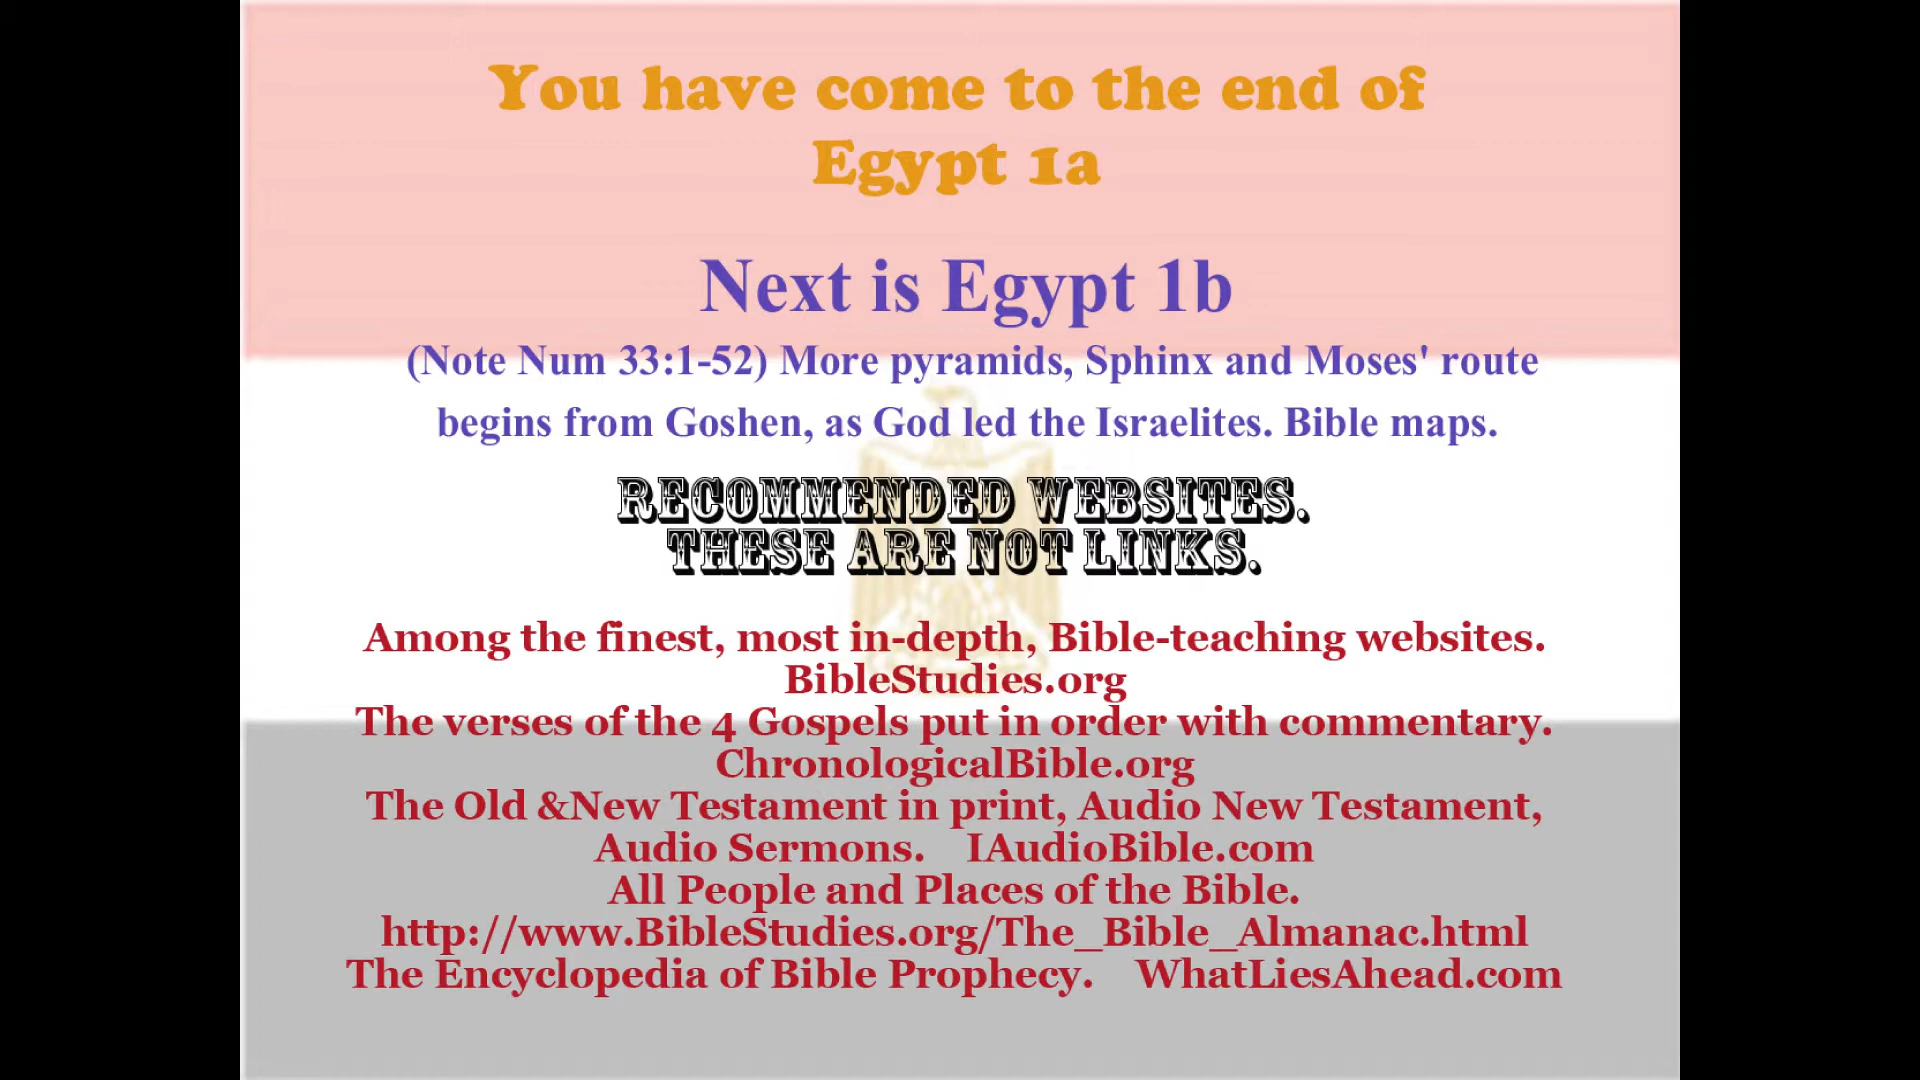 You have come to the end of
Egypt 1a
Next is Egypt 1b
(Note Num 33:1-52) More pyramids, Sphinx and Moses' route
begins from Goshen, as God led the Israelites. Bible maps.
RECOMMENDED WEBSITES.
THESE ARE NOT LINKS.
Among the finest, most in-depth, Bible-teaching websites.
BibleStudies.org
The verses of the 4 Gospels put in order with commentary.
ChronologicalBible.org
The Old &New Testament in print, Audio New Testament,
Audio Sermons. IAudioBible.com
All People and Places of the Bible.
http://www.BibleStudies.org/The_Bible_Almanac.html
The Encyclopedia of Bible Prophecy. WhatLiesAhead.com